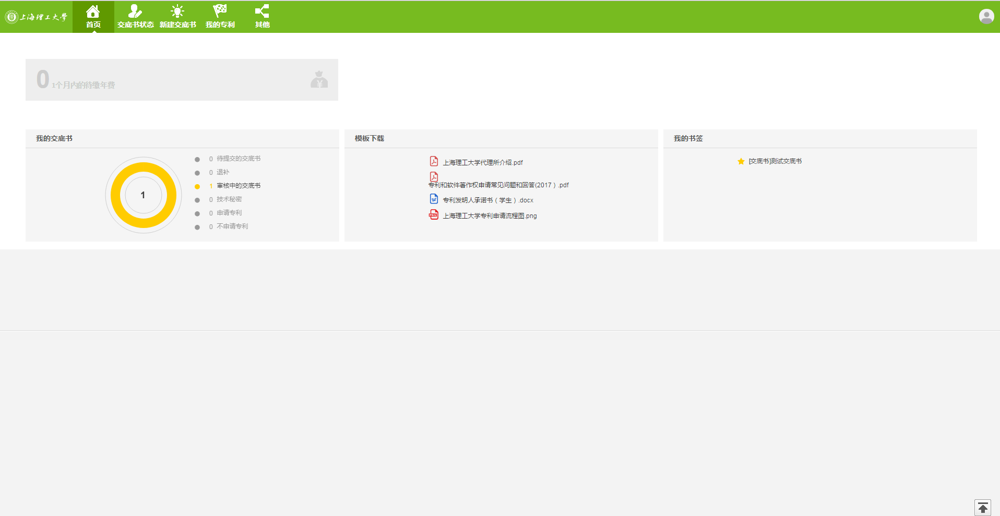 上海理工大学
首页
交底书状态
新建交底书
我的专利
其他
0 1个月内的待缴年费
¥
我的交底书
1
0 待提交的交底书
0 退补
1 审核中的交底书
0 技术秘密
0 申请专利
0 不申请专利
模板下载
上海理工大学代理所介绍.pdf
专利和软件著作权申请常见问题和回答(2017）.pdf
W 专利发明人承诺书（学生）.docx
PNG 上海理工大学专利申请流程图.png
我的书签
[交底书]测试交底书